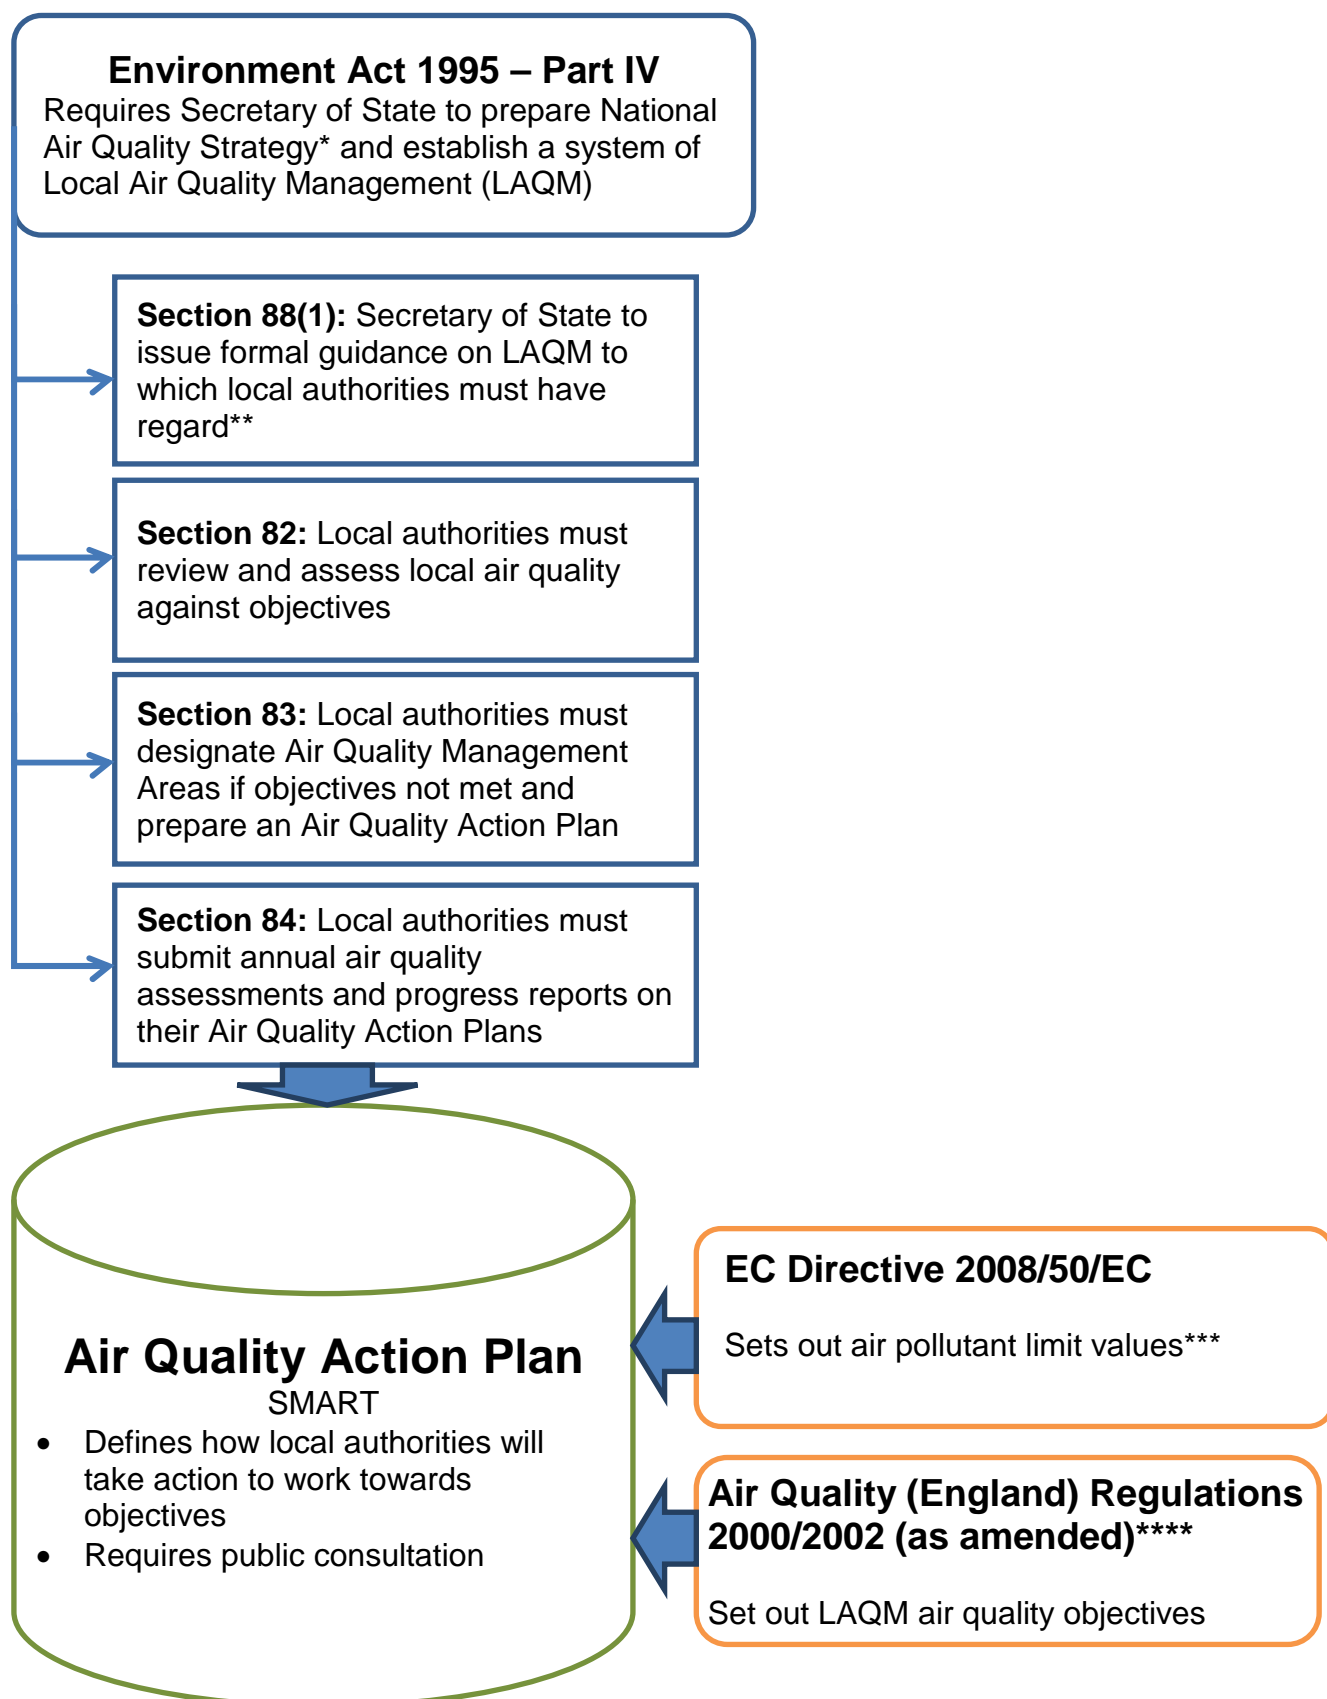 Environment Act 1995 – Part IV
Requires Secretary of State to prepare National
Air Quality Strategy* and establish a system of
Local Air Quality Management (LAQM)
Section 88(1): Secretary of State to
issue formal guidance on LAQM to
which local authorities must have
regard**
Section 82: Local authorities must
review and assess local air quality
against objectives
Section 83: Local authorities must
designate Air Quality Management
Areas if objectives not met and
prepare an Air Quality Action Plan
Section 84: Local authorities must
submit annual air quality
assessments and progress reports on
their Air Quality Action Plans
Air Quality Action Plan
SMART
• Defines how local authorities will
take action to work towards
objectives
• Requires public consultation
EC Directive 2008/50/EC
Sets out air pollutant limit values***
Air Quality (England) Regulations
2000/2002 (as amended)****
Set out LAQM air quality objectives